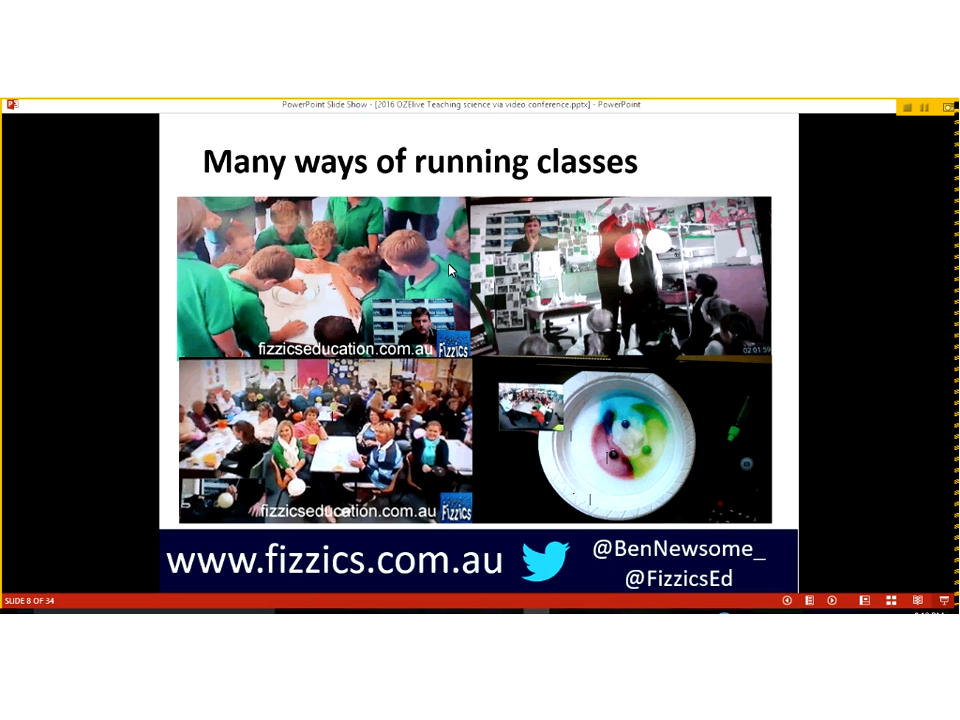 PowerPoint Slide Show - [2016 OZElive Teaching science via video conference.pptx] - PowerPoint
Many ways of running classes
fizzicseducation.com.au
Fizzics
02:01:59
fizzicseducation.com.au
Fizzics
www.fizzics.com.au
@BenNewsome_
@FizzicsEd
SLIDE 8 OF 34